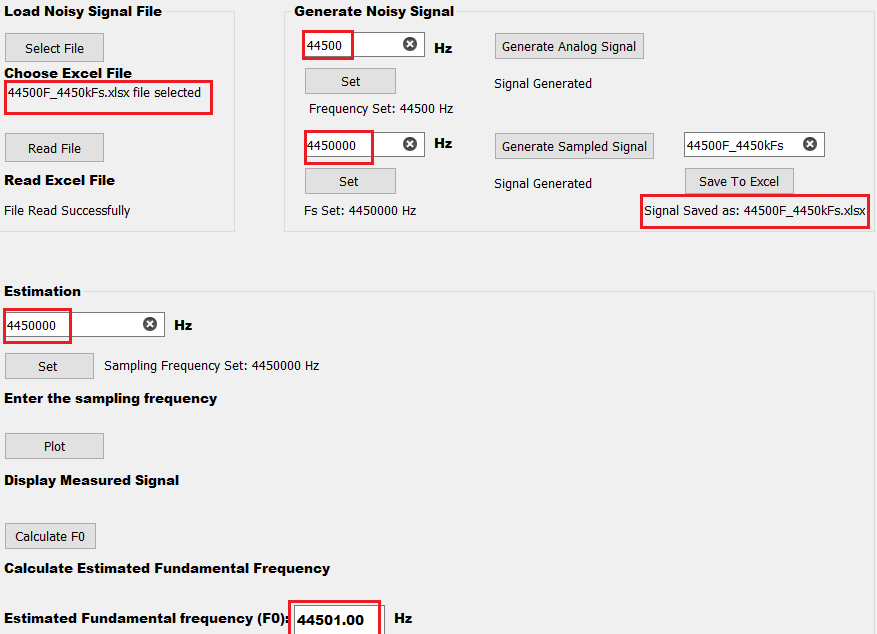 Load Noisy Signal File
Select File
Choose Excel File
44500F_4450kFs.xlsx file selected
Read File
Read Excel File
File Read Successfully
Generate Noisy Signal
44500 Hz
Generate Analog Signal
Set
Signal Generated
Frequency Set: 44500 Hz
4450000 Hz
Generate Sampled Signal
44500F_4450kFs
Set
Signal Generated
Save To Excel
Fs Set: 4450000 Hz
Signal Saved as: 44500F_4450kFs.xlsx
Estimation
4450000 Hz
Set
Sampling Frequency Set: 4450000 Hz
Enter the sampling frequency
Plot
Display Measured Signal
Calculate F0
Calculate Estimated Fundamental Frequency
Estimated Fundamental frequency (F0): 44501.00 Hz